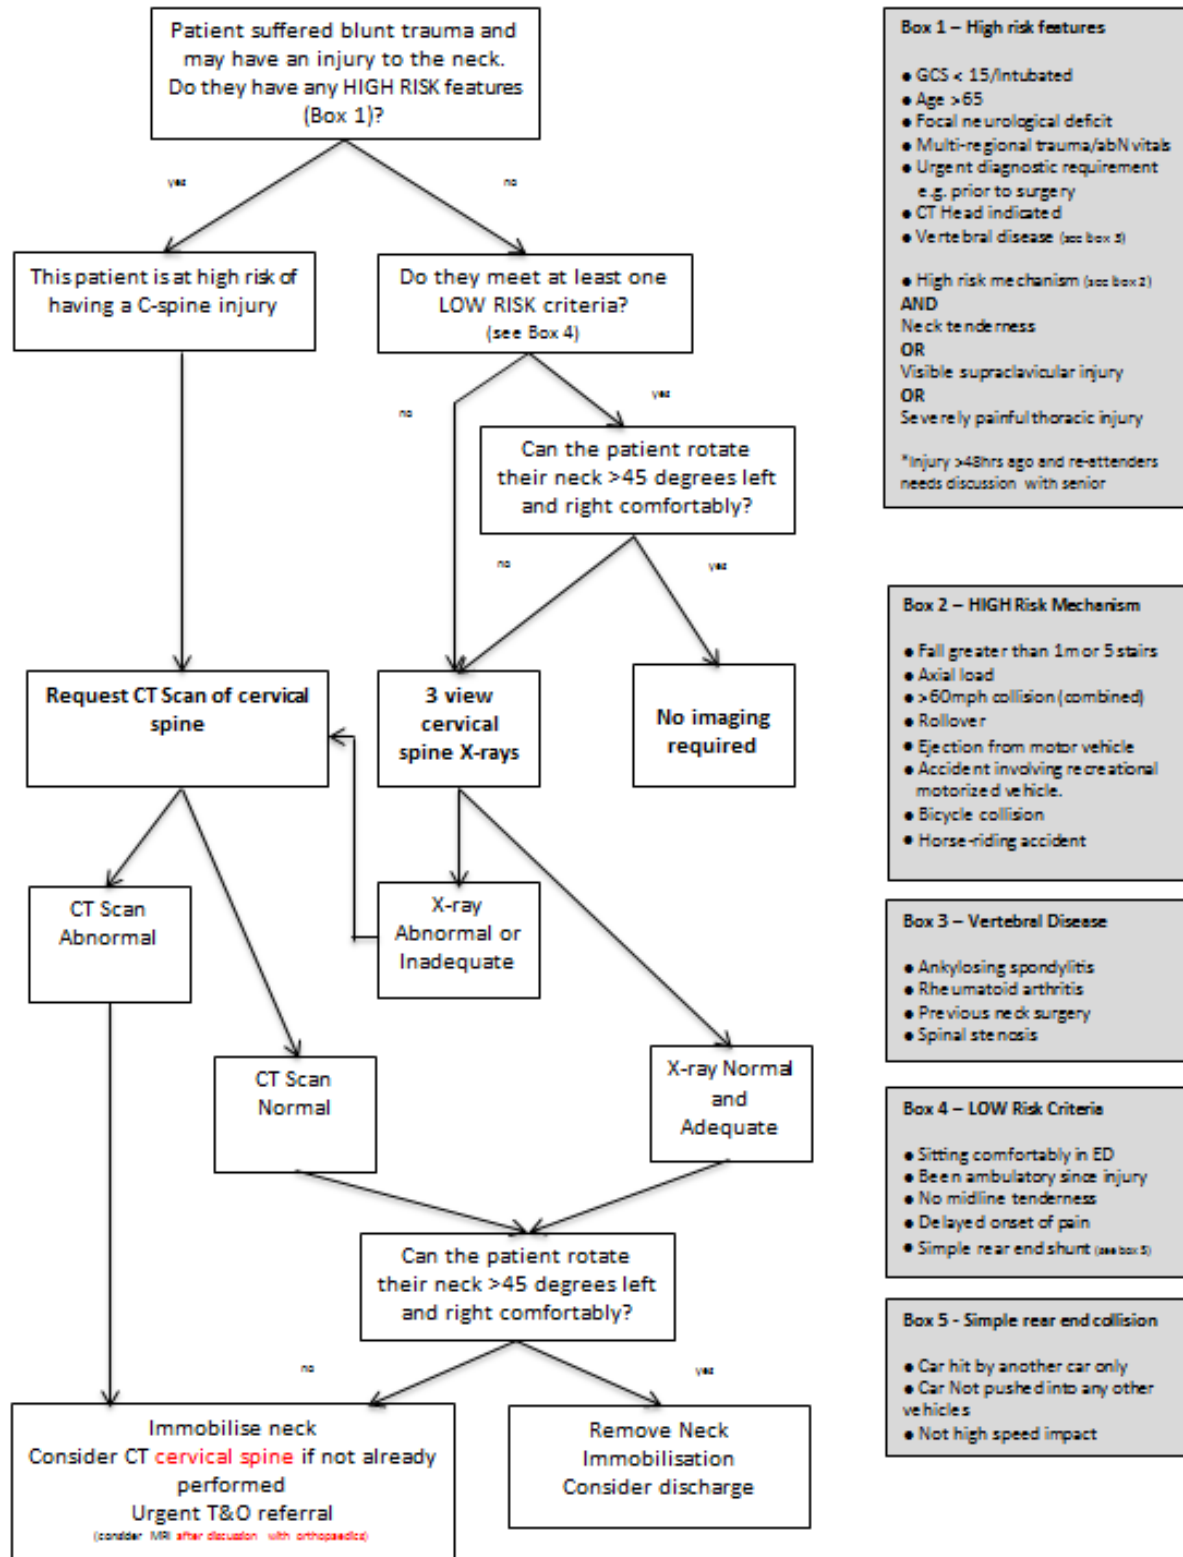 Patient suffered blunt trauma and
may have an injury to the neck.
Do they have any HIGH RISK features
(Box 1)?
yes
no
This patient is at high risk of
having a C-spine injury
Do they meet at least one
LOW RISK criteria?
(see Box 4)
no
yes
Can the patient rotate
their neck >45 degrees left
and right comfortably?
no
yes
Request CT Scan of cervical
spine
3 view
cervical
spine X-rays
No imaging
required
CT Scan
Abnormal
X-ray
Abnormal or
Inadequate
CT Scan
Normal
X-ray Normal
and
Adequate
Can the patient rotate
their neck >45 degrees left
and right comfortably?
no
yes
Immobilise neck
Consider CT cervical spine if not already
performed
Urgent T&O referral
(consider MRI after discussion with orthopaedics)
Remove Neck
Immobilisation
Consider discharge
Box 1 – High risk features
● GCS < 15/Intubated
● Age >65
● Focal neurological deficit
● Multi-regional trauma/abN vitals
● Urgent diagnostic requirement
e.g. prior to surgery
● CT Head indicated
● Vertebral disease (see box 3)
● High risk mechanism (see box 2)
AND
Neck tenderness
OR
Visible supraclavicular injury
OR
Severely painful thoracic injury
*Injury >48hrs ago and re-attenders
needs discussion with senior
Box 2 – HIGH Risk Mechanism
● Fall greater than 1m or 5 stairs
● Axial load
● >60mph collision (combined)
● Rollover
● Ejection from motor vehicle
● Accident involving recreational
motorized vehicle.
● Bicycle collision
● Horse-riding accident
Box 3 – Vertebral Disease
● Ankylosing spondylitis
● Rheumatoid arthritis
● Previous neck surgery
● Spinal stenosis
Box 4 – LOW Risk Criteria
● Sitting comfortably in ED
● Been ambulatory since injury
● No midline tenderness
● Delayed onset of pain
● Simple rear end shunt (see box 5)
Box 5 - Simple rear end collision
● Car hit by another car only
● Car Not pushed into any other
vehicles
● Not high speed impact